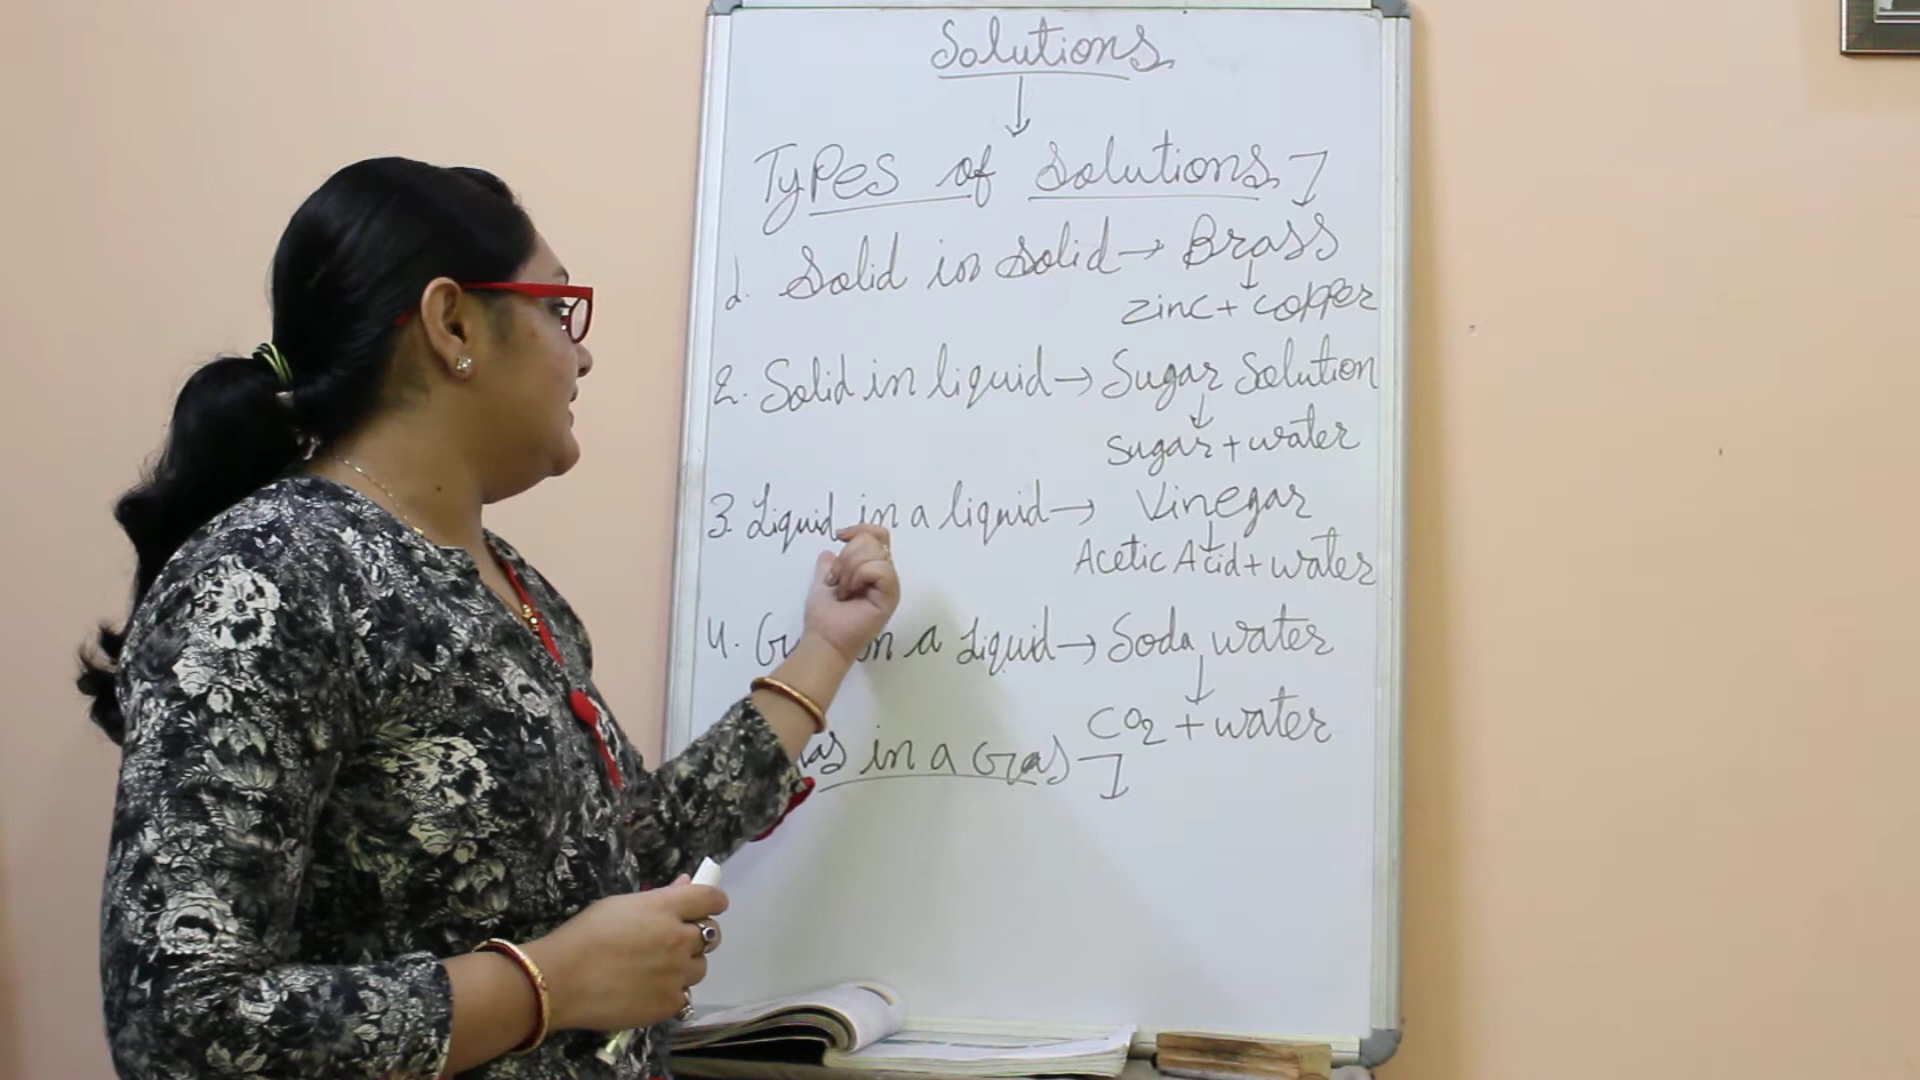 Solutions
Types of Solutions
1. Solid in Solid → Brass
Zinc + Copper
2. Solid in liquid → Sugar Solution
Sugar + water
3. Liquid in a liquid → Vinegar
Acetic Acid + water
4. in a Liquid → Soda water
CO2 + water
in a Gas